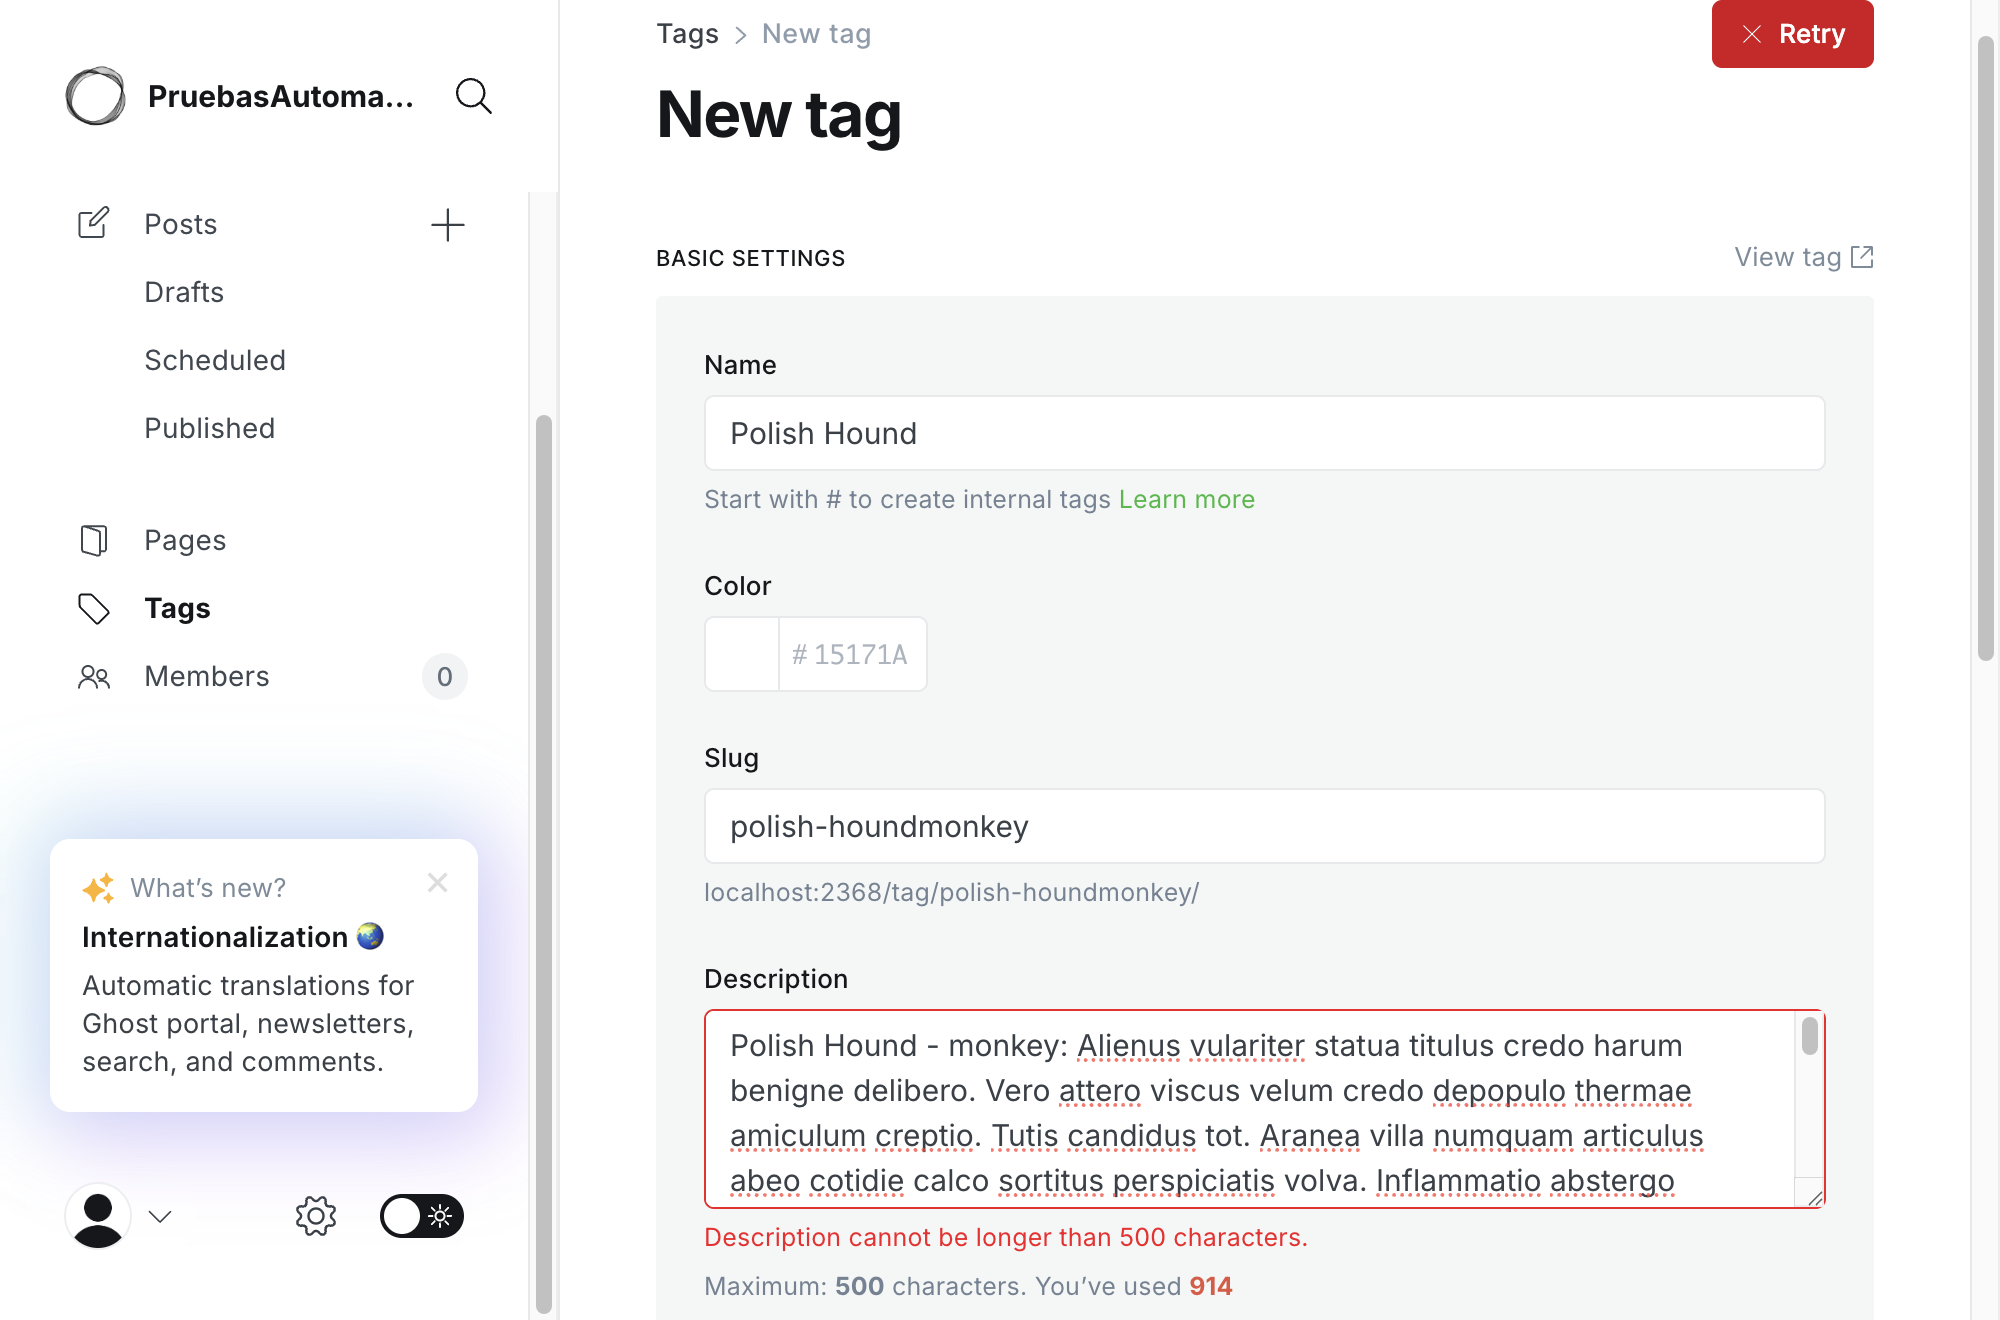 PruebasAutoma...
Posts
Drafts
Scheduled
Published
Pages
Tags
Members
0
What's new?
Internationalization 🌏
Automatic translations for
Ghost portal, newsletters,
search, and comments.
Tags > New tag
Retry
New tag
BASIC SETTINGS
View tag
Name
Polish Hound
Start with # to create internal tags Learn more
Color
# 15171A
Slug
polish-houndmonkey
localhost:2368/tag/polish-houndmonkey/
Description
Polish Hound - monkey: Alienus vulariter statua titulus credo harum
benigne delibero. Vero attero viscus velum credo depopulo thermae
amiculum creptio. Tutis candidus tot. Aranea villa numquam articulus
abeo cotidie calco sortitus perspiciatis volva. Inflammatio abstergo
Description cannot be longer than 500 characters.
Maximum: 500 characters. You’ve used 914